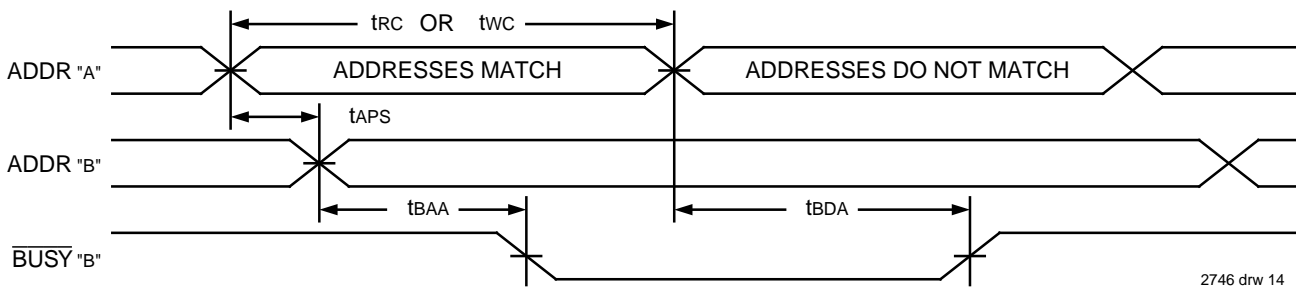 tRC OR tWC
ADDR "A"
ADDRESSES MATCH
ADDRESSES DO NOT MATCH
tAPS
ADDR "B"
tBAA
tBDA
BUSY "B"
2746 drw 14